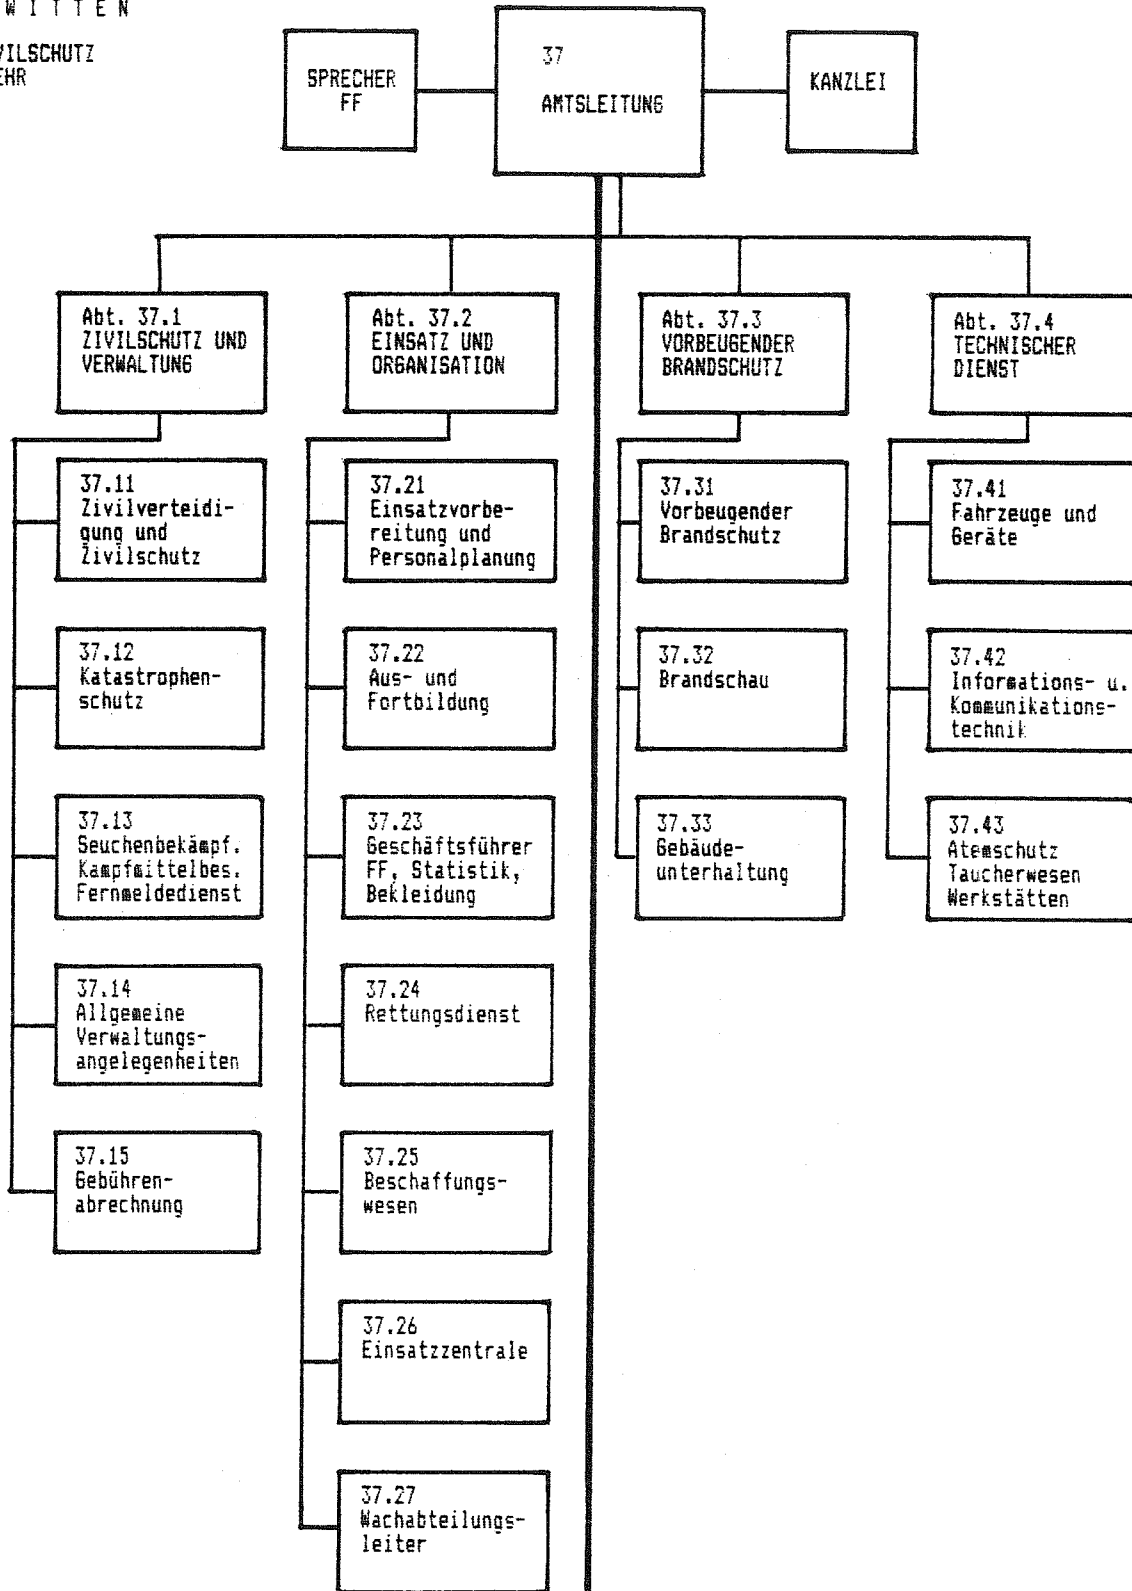 W I T T E N
VILSCHUTZ
EHR
SPRECHER
FF
37
AMTSLEITUNG
KANZLEI
Abt. 37.1
ZIVILSCHUTZ UND
VERWALTUNG
Abt. 37.2
EINSATZ UND
ORGANISATION
Abt. 37.3
VORBEUGENDER
BRANDSCHUTZ
Abt. 37.4
TECHNISCHER
DIENST
37.11
Zivilverteidi-
gung und
Zivilschutz
37.21
Einsatzvorbe-
reitung und
Personalplanung
37.31
Vorbeugender
Brandschutz
37.41
Fahrzeuge und
Geräte
37.12
Katastrophen-
schutz
37.22
Aus- und
Fortbildung
37.32
Brandschau
37.42
Informations- u.
Kommunikations-
technik
37.13
Seuchenbekämpf.
Kampfmittelbes.
Fernmeldedienst
37.23
Geschäftsführer
FF, Statistik,
Bekleidung
37.33
Gebäude-
unterhaltung
37.43
Atemschutz
Taucherwesen
Werkstätten
37.14
Allgemeine
Verwaltungs-
angelegenheiten
37.24
Rettungsdienst
37.15
Gebühren-
abrechnung
37.25
Beschaffungs-
wesen
37.26
Einsatzzentrale
37.27
Wachabteilungs-
leiter